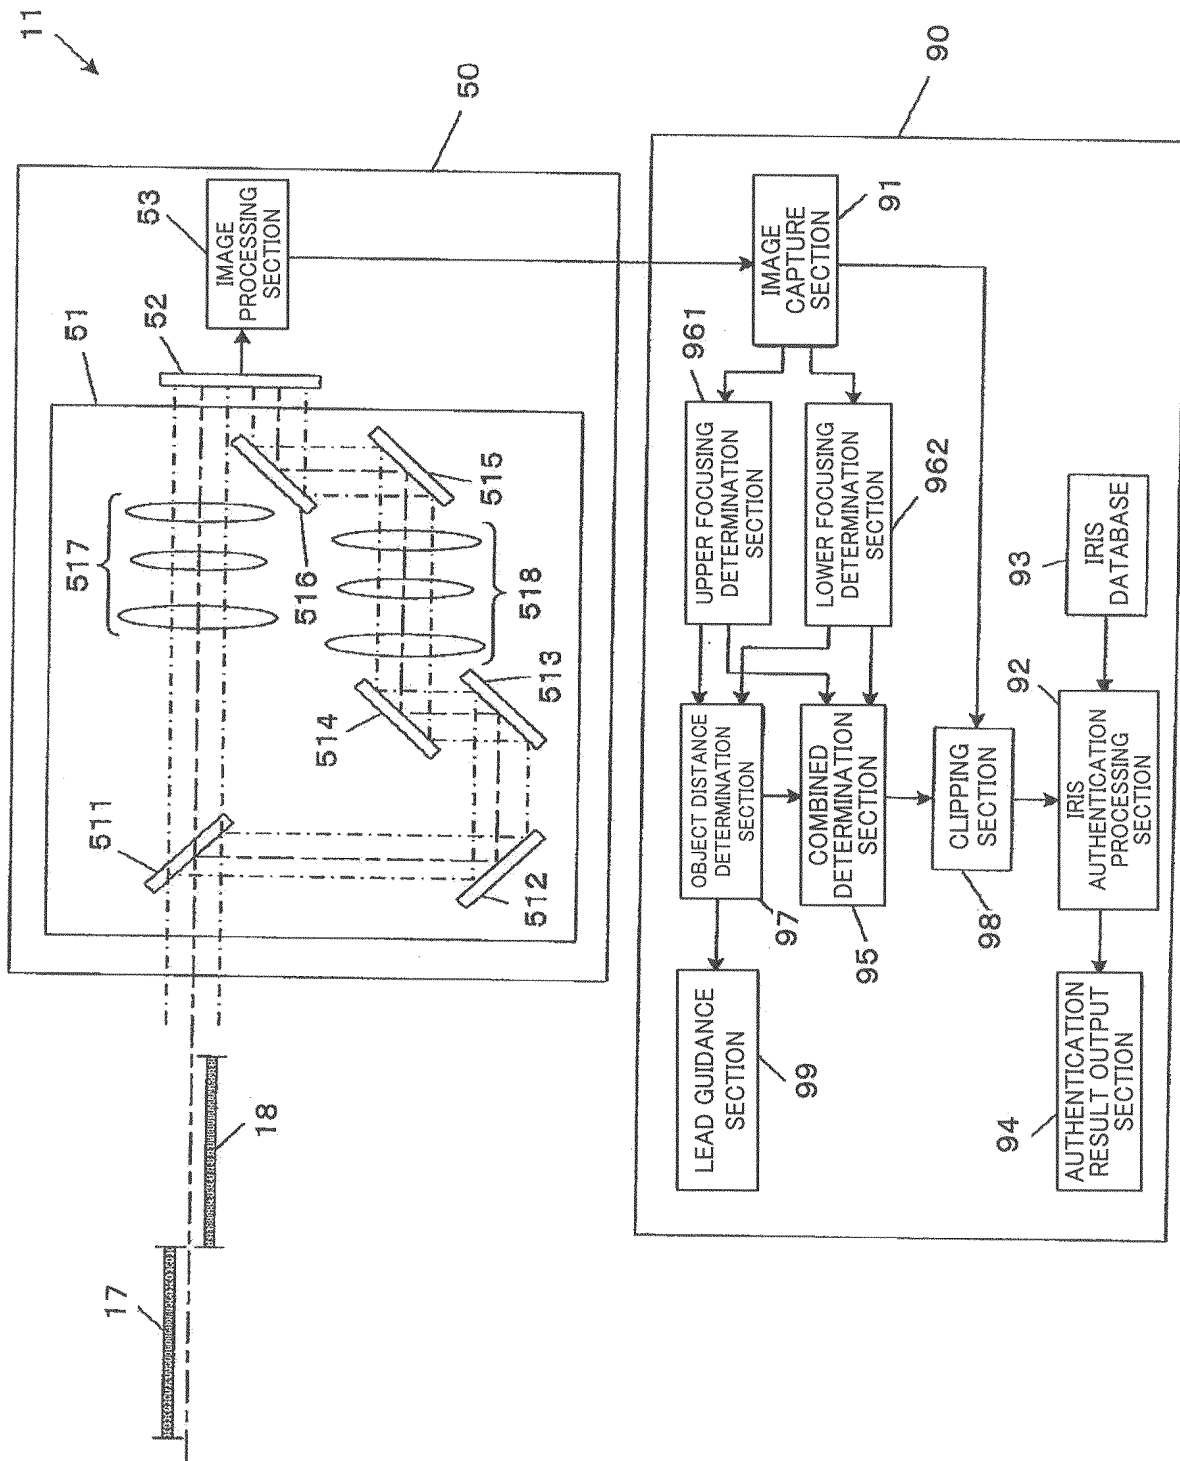 11
50
51
52
53
IMAGE
PROCESSING
SECTION
517
516
515
518
511
514
513
512
17
18
90
IMAGE
CAPTURE
SECTION
91
961
UPPER FOCUSING
DETERMINATION
SECTION
LOWER FOCUSING
DETERMINATION
SECTION
962
OBJECT DISTANCE
DETERMINATION
SECTION
97
COMBINED
DETERMINATION
SECTION
95
CLIPPING
SECTION
98
93
IRIS
DATABASE
92
IRIS
AUTHENTICATION
PROCESSING
SECTION
LEAD GUIDANCE
SECTION
99
94
AUTHENTICATION
RESULT OUTPUT
SECTION